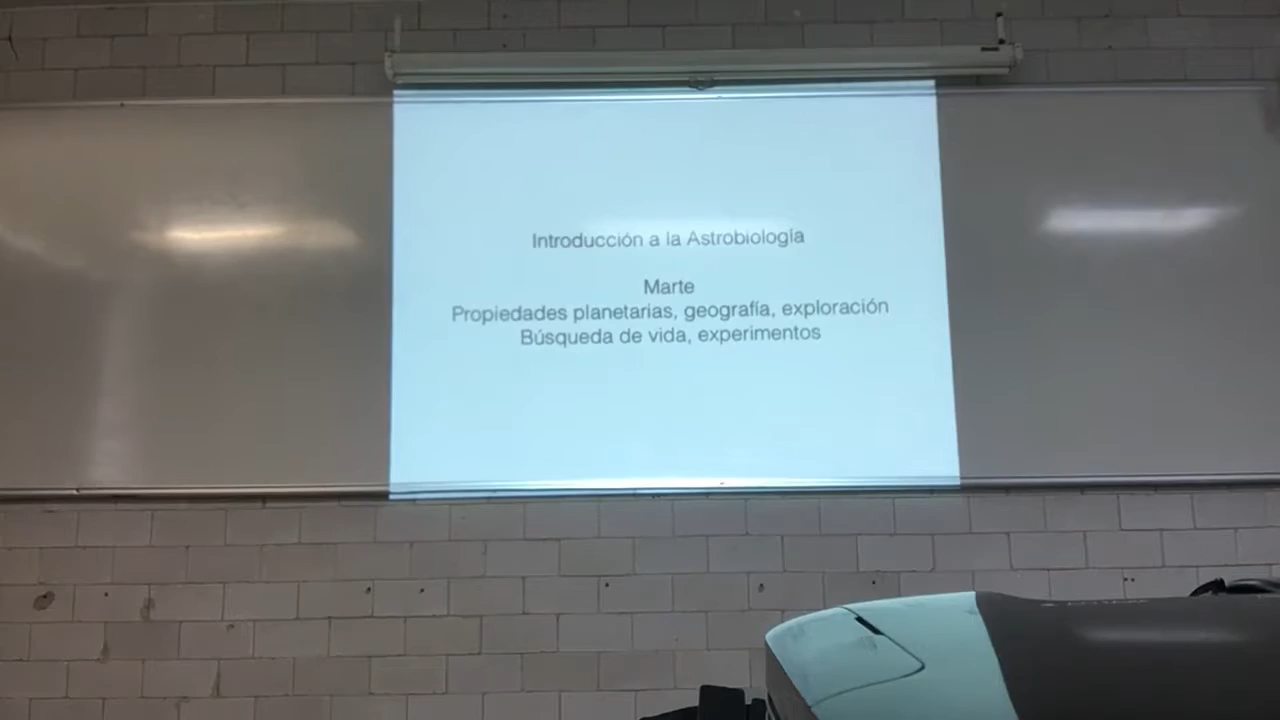 Introducción a la Astrobiología
Marte
Propiedades planetarias, geografía, exploración
Búsqueda de vida, experimentos